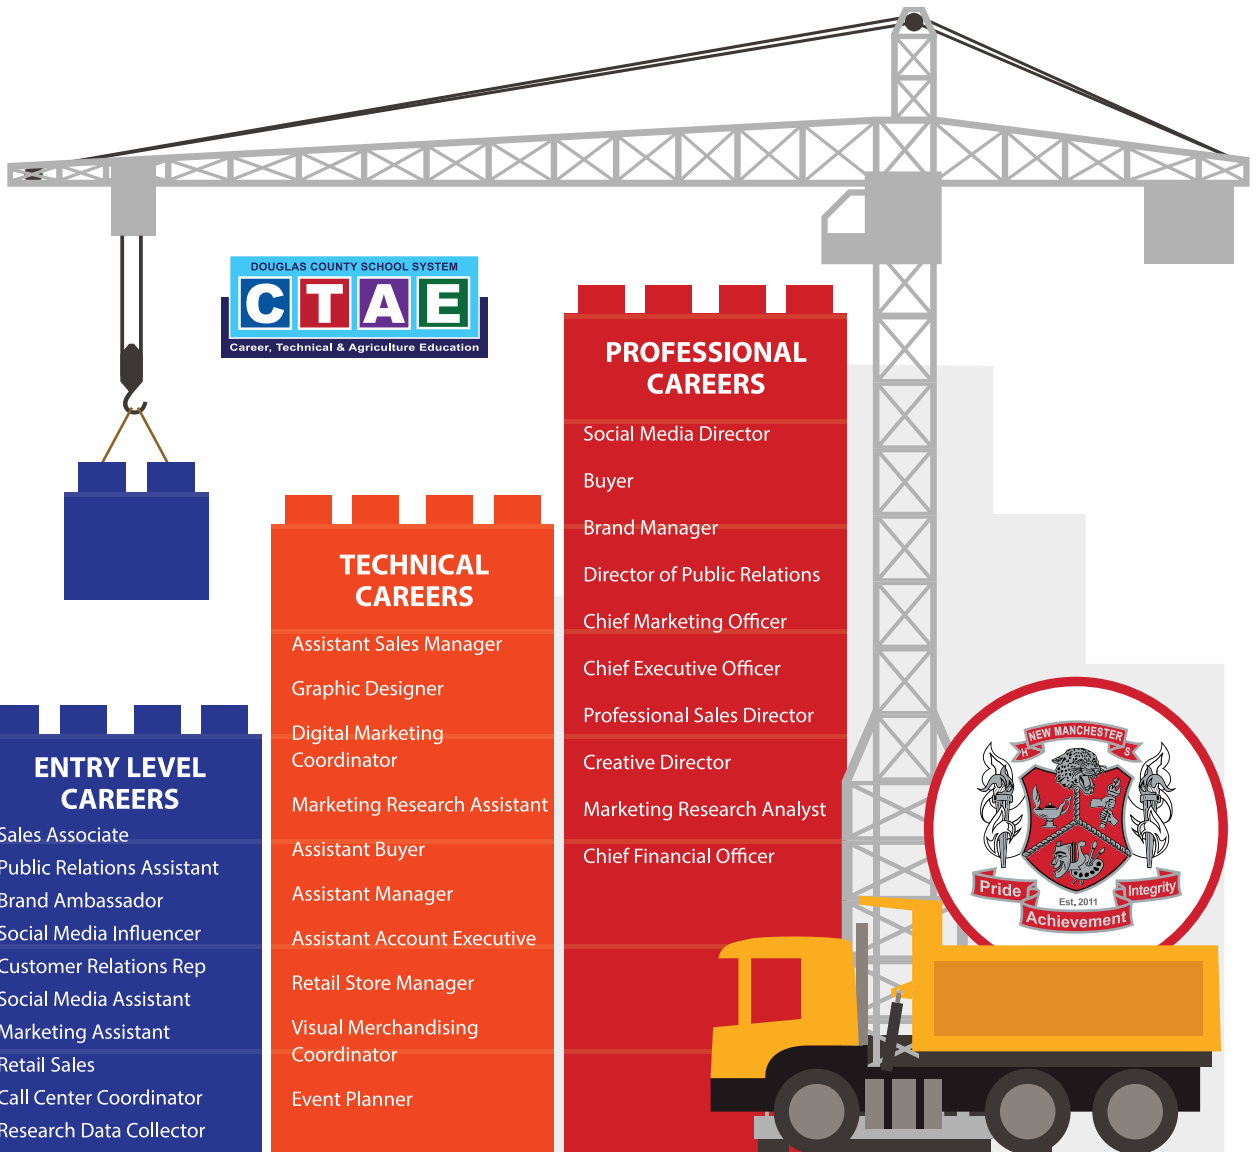 DOUGLAS COUNTY SCHOOL SYSTEM
CTAE
Career, Technical & Agriculture Education
ENTRY LEVEL
CAREERS
Sales Associate
Public Relations Assistant
Brand Ambassador
Social Media Influencer
Customer Relations Rep
Social Media Assistant
Marketing Assistant
Retail Sales
Call Center Coordinator
Research Data Collector
TECHNICAL
CAREERS
Assistant Sales Manager
Graphic Designer
Digital Marketing
Coordinator
Marketing Research Assistant
Assistant Buyer
Assistant Manager
Assistant Account Executive
Retail Store Manager
Visual Merchandising
Coordinator
Event Planner
PROFESSIONAL
CAREERS
Social Media Director
Buyer
Brand Manager
Director of Public Relations
Chief Marketing Officer
Chief Executive Officer
Professional Sales Director
Creative Director
Marketing Research Analyst
Chief Financial Officer
NEW MANCHESTER
H S
Pride
Integrity
Est. 2011
Achievement